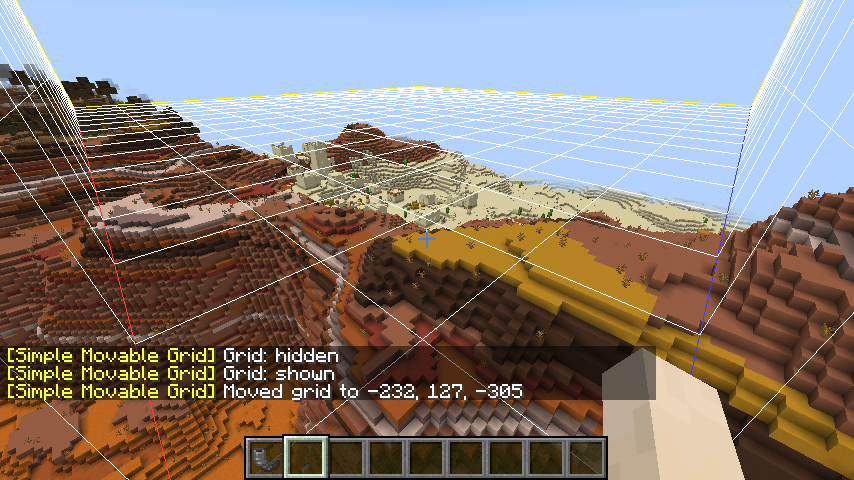 [Simple Movable Grid] Grid: hidden
[Simple Movable Grid] Grid: shown
[Simple Movable Grid] Moved grid to -232, 127, -305